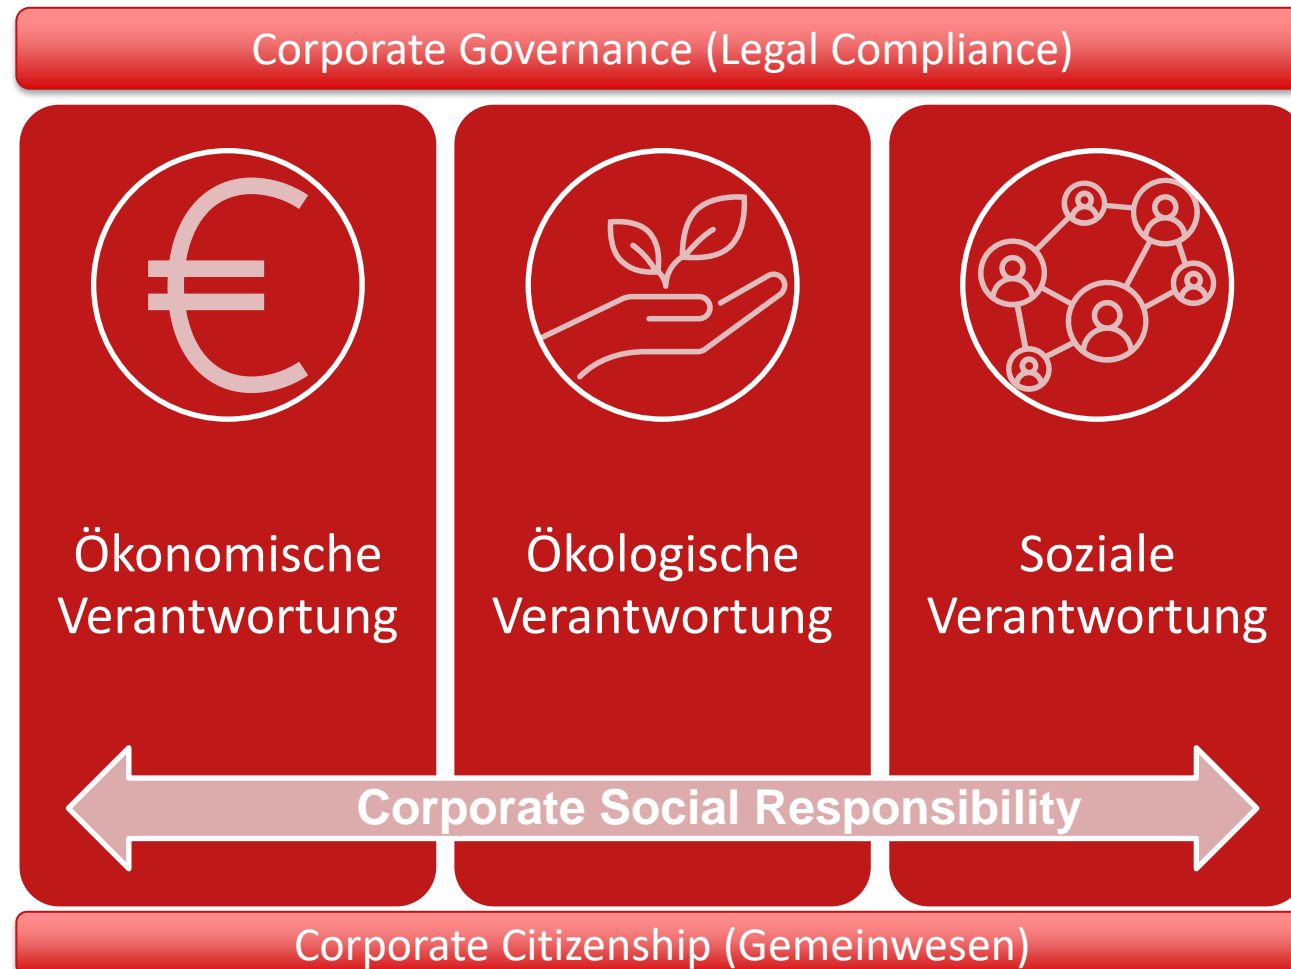 Corporate Governance (Legal Compliance)
€
Ökonomische
Verantwortung
Ökologische
Verantwortung
Soziale
Verantwortung
Corporate Social Responsibility
Corporate Citizenship (Gemeinwesen)